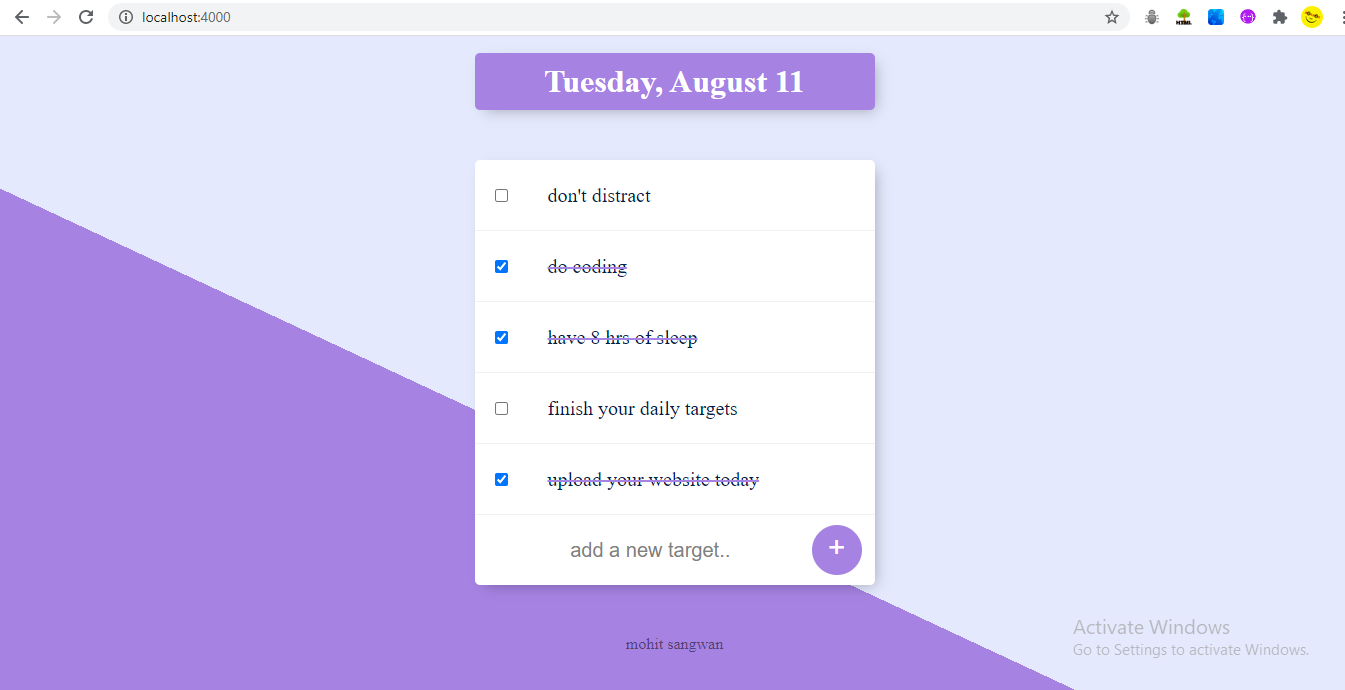 localhost:4000
HTML
Tuesday, August 11
don't distract
do coding
have 8 hrs of sleep
finish your daily targets
upload your website today
add a new target..
+
mohit sangwan
Activate Windows
Go to Settings to activate Windows.